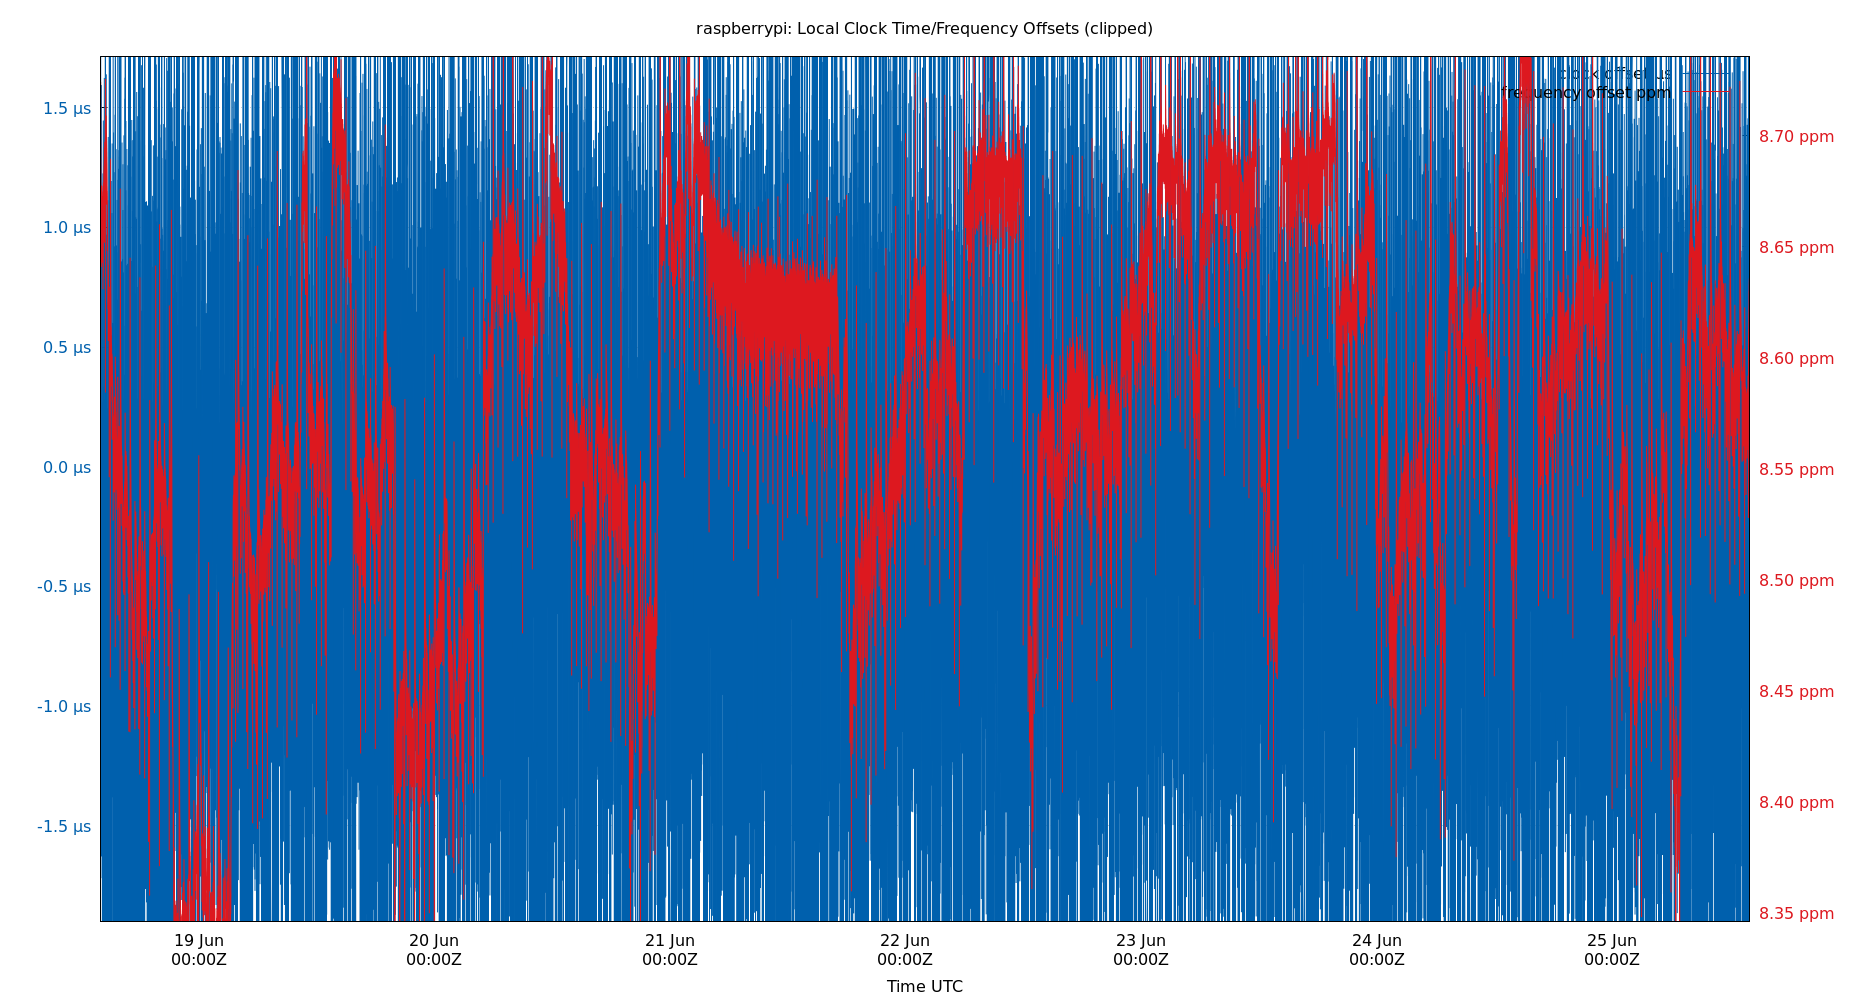 raspberrypi: Local Clock Time/Frequency Offsets (clipped)
clock offset µs
frequency offset ppm
1.5 µs
1.0 µs
0.5 µs
0.0 µs
-0.5 µs
-1.0 µs
-1.5 µs
8.70 ppm
8.65 ppm
8.60 ppm
8.55 ppm
8.50 ppm
8.45 ppm
8.40 ppm
8.35 ppm
19 Jun 20 Jun 21 Jun 22 Jun 23 Jun 24 Jun 25 Jun
00:00Z 00:00Z 00:00Z 00:00Z 00:00Z 00:00Z 00:00Z
Time UTC